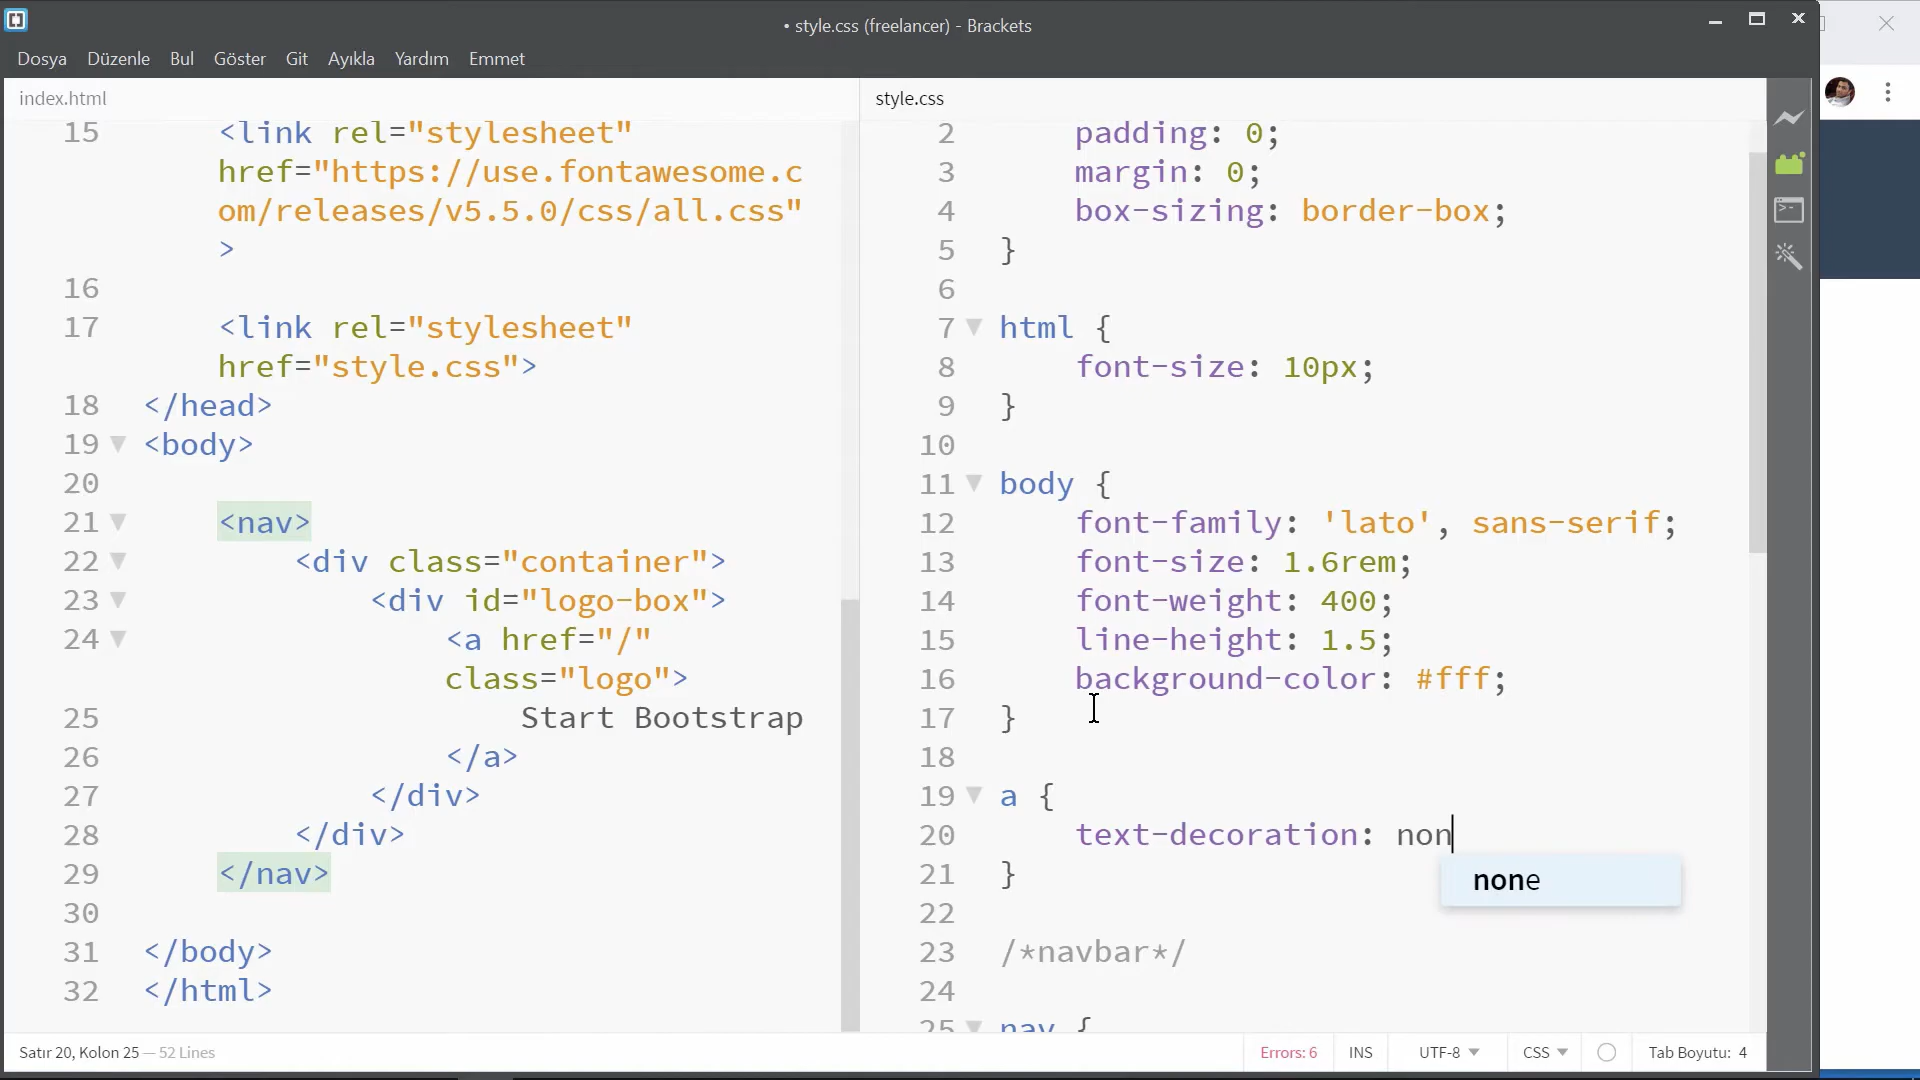 • style.css (freelancer) - Brackets
Dosya Düzenle Bul Göster Git Ayıkla Yardım Emmet
index.html
15 <link rel="stylesheet"
href="https://use.fontawesome.c
om/releases/v5.5.0/css/all.css"
>
16
17 <link rel="stylesheet"
href="style.css">
18 </head>
19 <body>
20
21 <nav>
22 <div class="container">
23 <div id="logo-box">
24 <a href="/"
class="logo">
25 Start Bootstrap
26 </a>
27 </div>
28 </div>
29 </nav>
30
31 </body>
32 </html>
style.css
2 padding: 0;
3 margin: 0;
4 box-sizing: border-box;
5 }
6
7 html {
8 font-size: 10px;
9 }
10
11 body {
12 font-family: 'lato', sans-serif;
13 font-size: 1.6rem;
14 font-weight: 400;
15 line-height: 1.5;
16 background-color: #fff;
17 }
18
19 a {
20 text-decoration: non
none
21 }
22
23 /*navbar*/
24
25 nav {
Satır 20, Kolon 25 — 52 Lines
Errors: 6 INS UTF-8 CSS Tab Boyutu: 4